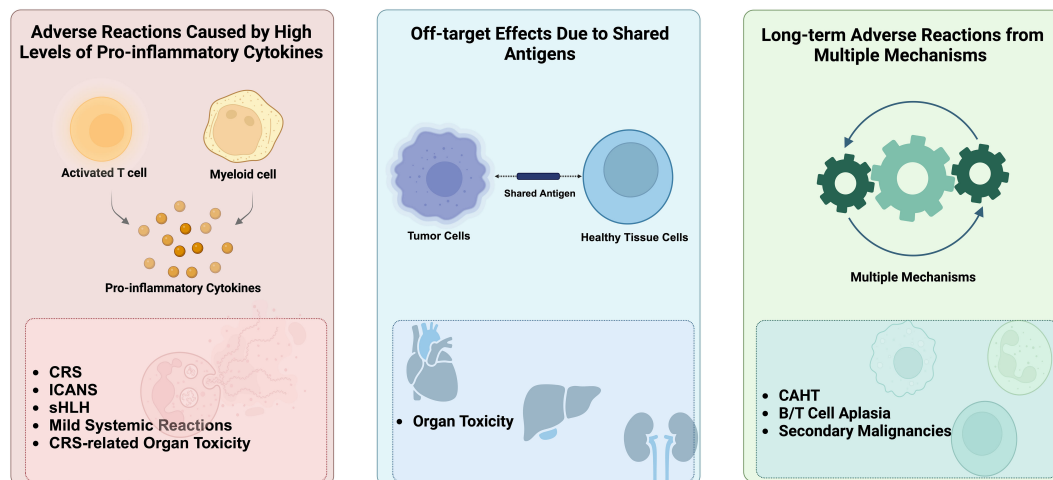 Adverse Reactions Caused by High
Levels of Pro-inflammatory Cytokines
Activated T cell
Myeloid cell
Pro-inflammatory Cytokines
• CRS
• ICANS
• sHLH
• Mild Systemic Reactions
• CRS-related Organ Toxicity
Off-target Effects Due to Shared
Antigens
Shared Antigen
Tumor Cells
Healthy Tissue Cells
• Organ Toxicity
Long-term Adverse Reactions from
Multiple Mechanisms
Multiple Mechanisms
• CAHT
• B/T Cell Aplasia
• Secondary Malignancies